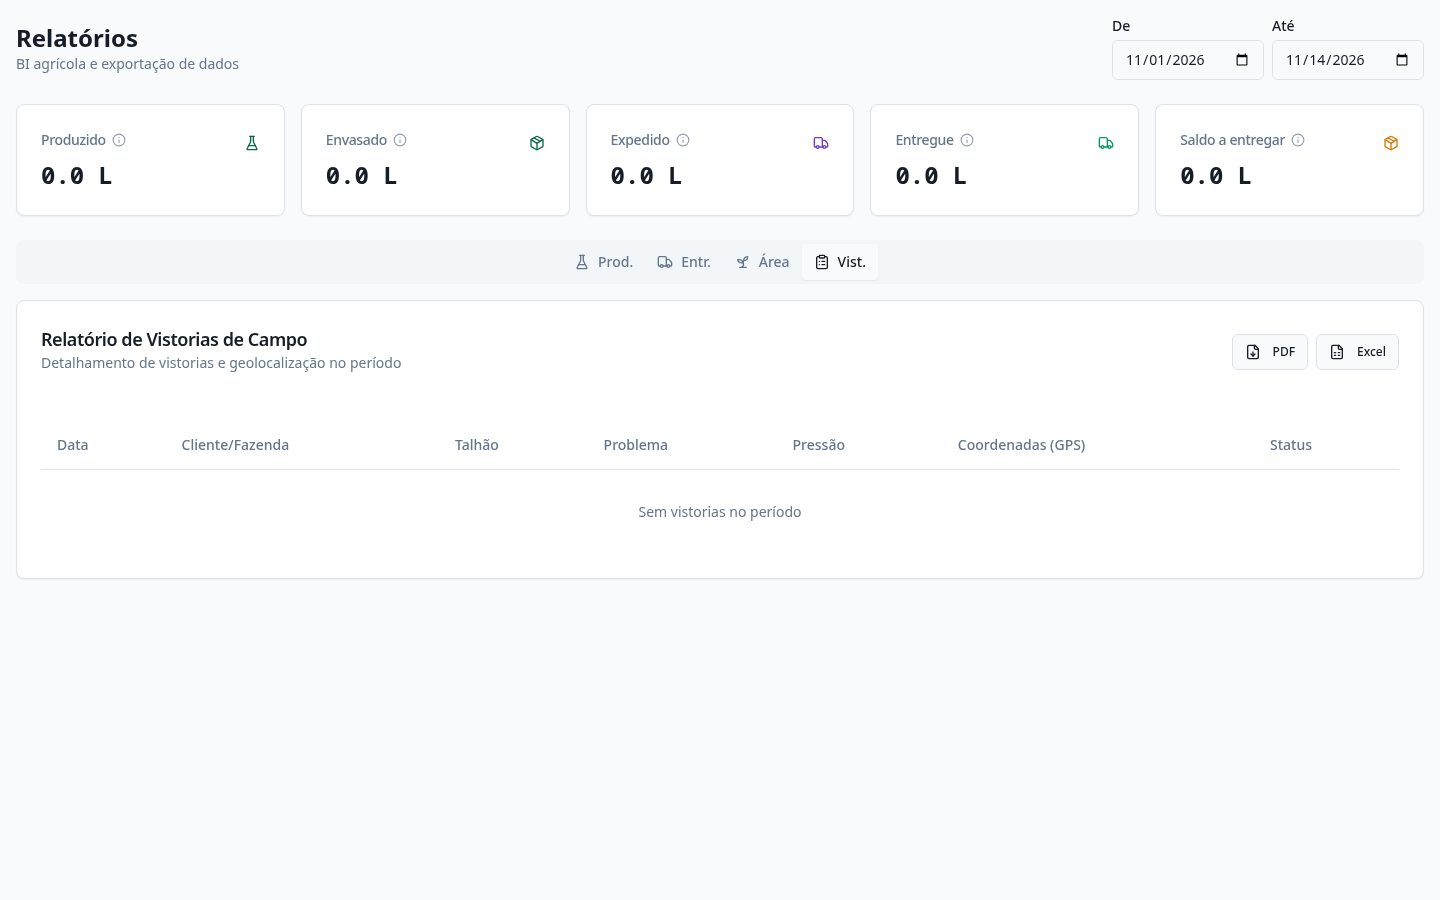 Relatórios
BI agrícola e exportação de dados
De
Até
11/01/2026
11/14/2026
Produzido
0.0 L
Envasado
0.0 L
Expedido
0.0 L
Entregue
0.0 L
Saldo a entregar
0.0 L
Prod.
Entr.
Área
Vist.
Relatório de Vistorias de Campo
Detalhamento de vistorias e geolocalização no período
PDF
Excel
Data
Cliente/Fazenda
Talhão
Problema
Pressão
Coordenadas (GPS)
Status
Sem vistorias no período